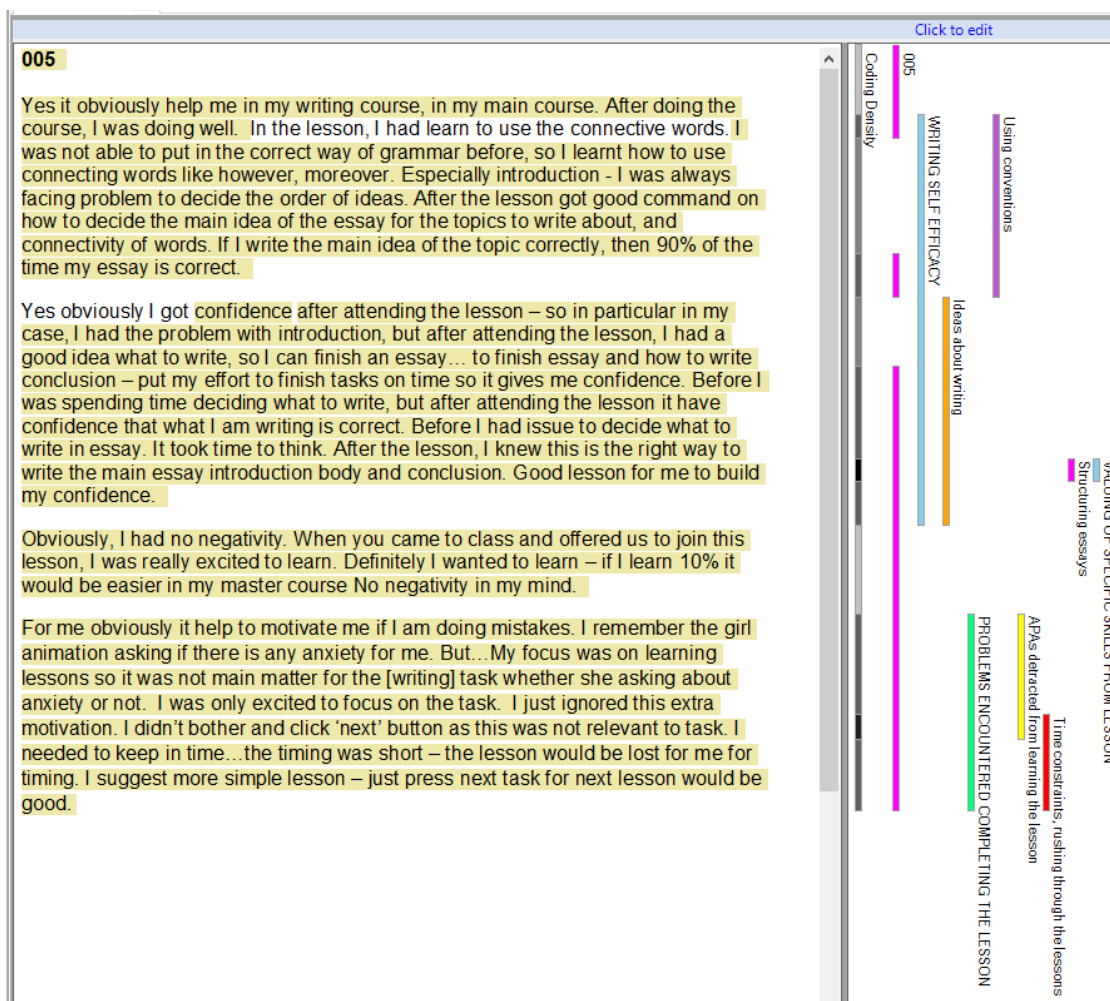 Click to edit
005
Yes it obviously help me in my writing course, in my main course. After doing the
course, I was doing well.  In the lesson, I had learn to use the connective words. I
was not able to put in the correct way of grammar before, so I learnt how to use
connecting words like however, moreover. Especially introduction - I was always
facing problem to decide the order of ideas. After the lesson got good command on
how to decide the main idea of the essay for the topics to write about, and
connectivity of words. If I write the main idea of the topic correctly, then 90% of the
time my essay is correct.
Yes obviously I got confidence after attending the lesson – so in particular in my
case, I had the problem with introduction, but after attending the lesson, I had a
good idea what to write, so I can finish an essay… to finish essay and how to write
conclusion – put my effort to finish tasks on time so it gives me confidence. Before I
was spending time deciding what to write, but after attending the lesson it have
confidence that what I am writing is correct. Before I had issue to decide what to
write in essay. It took time to think. After the lesson, I knew this is the right way to
write the main essay introduction body and conclusion. Good lesson for me to build
my confidence.
Obviously, I had no negativity. When you came to class and offered us to join this
lesson, I was really excited to learn. Definitely I wanted to learn – if I learn 10% it
would be easier in my master course No negativity in my mind.
For me obviously it help to motivate me if I am doing mistakes. I remember the girl
animation asking if there is any anxiety for me. But…My focus was on learning
lessons so it was not main matter for the [writing] task whether she asking about
anxiety or not.  I was only excited to focus on the task.  I just ignored this extra
motivation. I didn’t bother and click ‘next’ button as this was not relevant to task. I
needed to keep in time…the timing was short – the lesson would be lost for me for
timing. I suggest more simple lesson – just press next task for next lesson would be
good.
Coding Density
005
WRITING SELF EFFICACY
Ideas about writing
PROBLEMS ENCOUNTERED COMPLETING THE LESSON
Using conventions
APAs detracted from learning the lesson
Time constraints, rushing through the lessons
Structuring essays
VALUING OF SPECIFIC SKILLS FROM LESSON